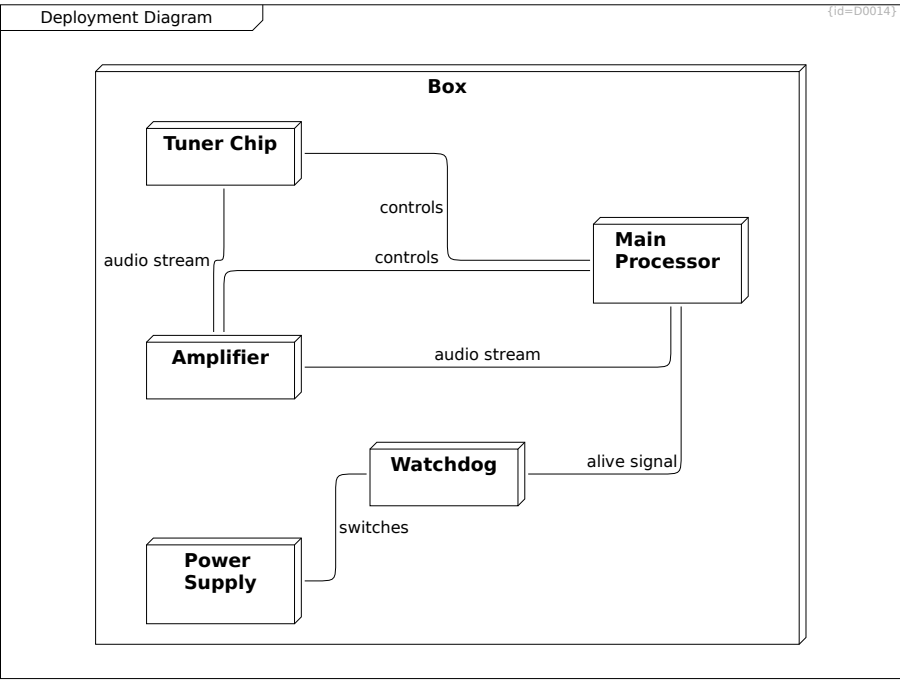 Deployment Diagram
{id=D0014}
Box
Tuner Chip
controls
Main
Processor
audio stream
controls
Amplifier
audio stream
Watchdog
alive signal
switches
Power
Supply